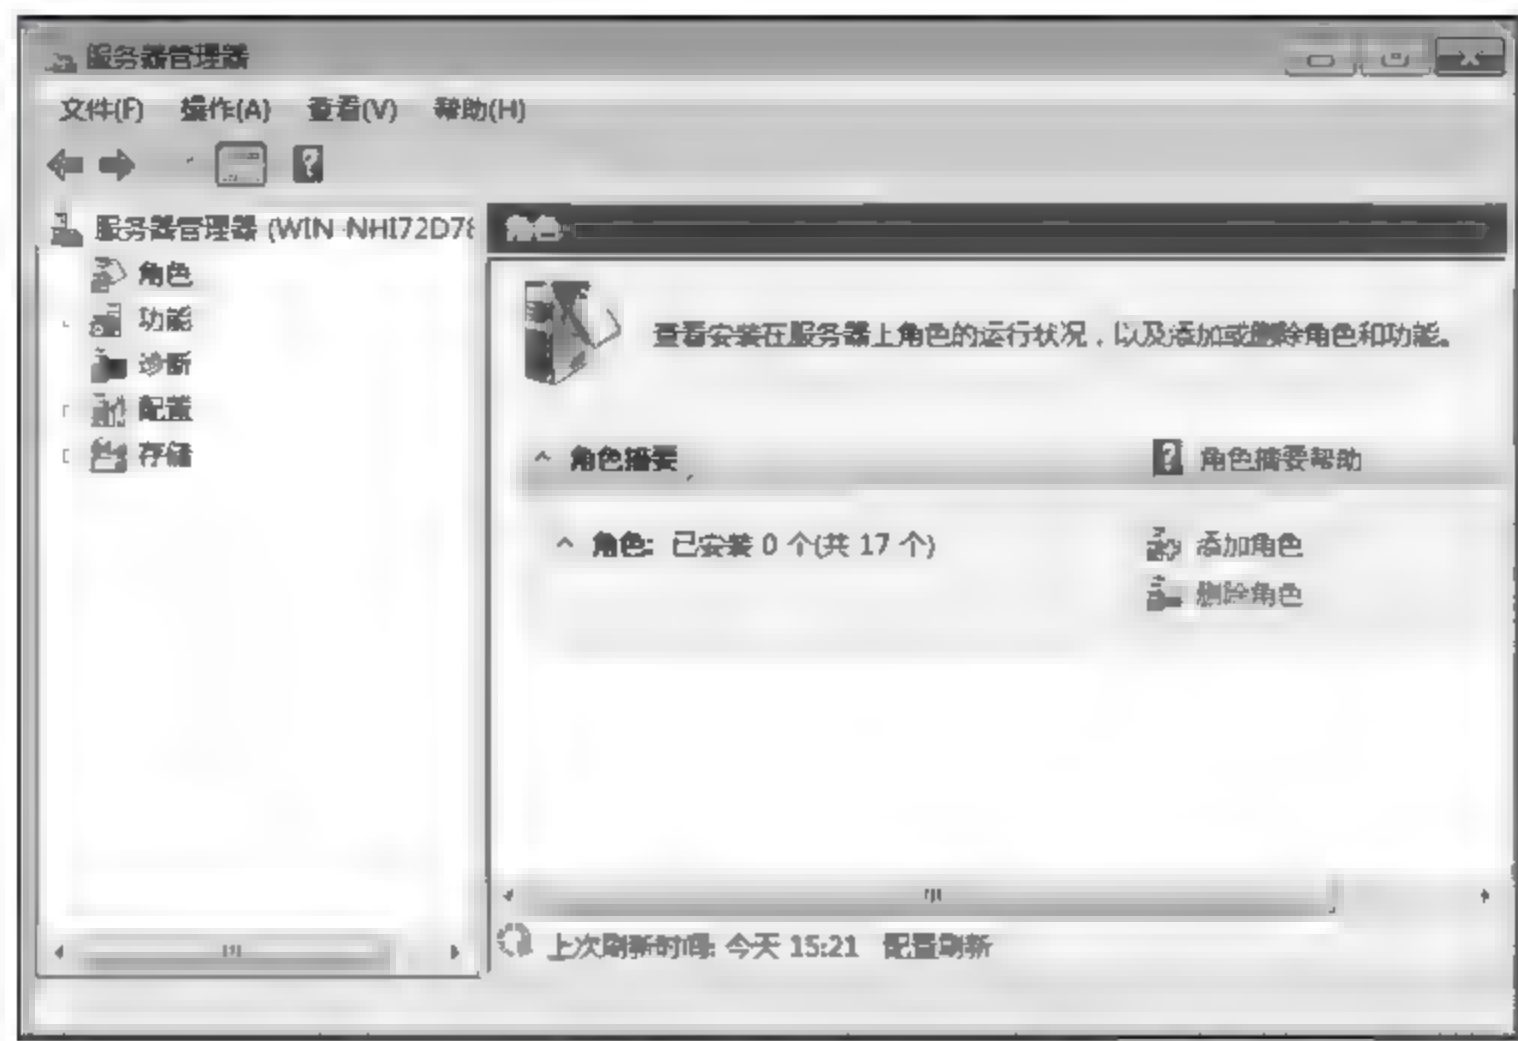 服务器管理器
文件(F) 操作(A) 查看(V) 帮助(H)
服务器管理器 (WIN-NHI72D78
角色
功能
诊断
配置
存储
角色
查看安装在服务器上角色的运行状况，以及添加或删除角色和功能。
角色摘要
角色摘要帮助
角色: 已安装 0 个(共 17 个)
添加角色
删除角色
上次刷新时间: 今天 15:21 配置刷新